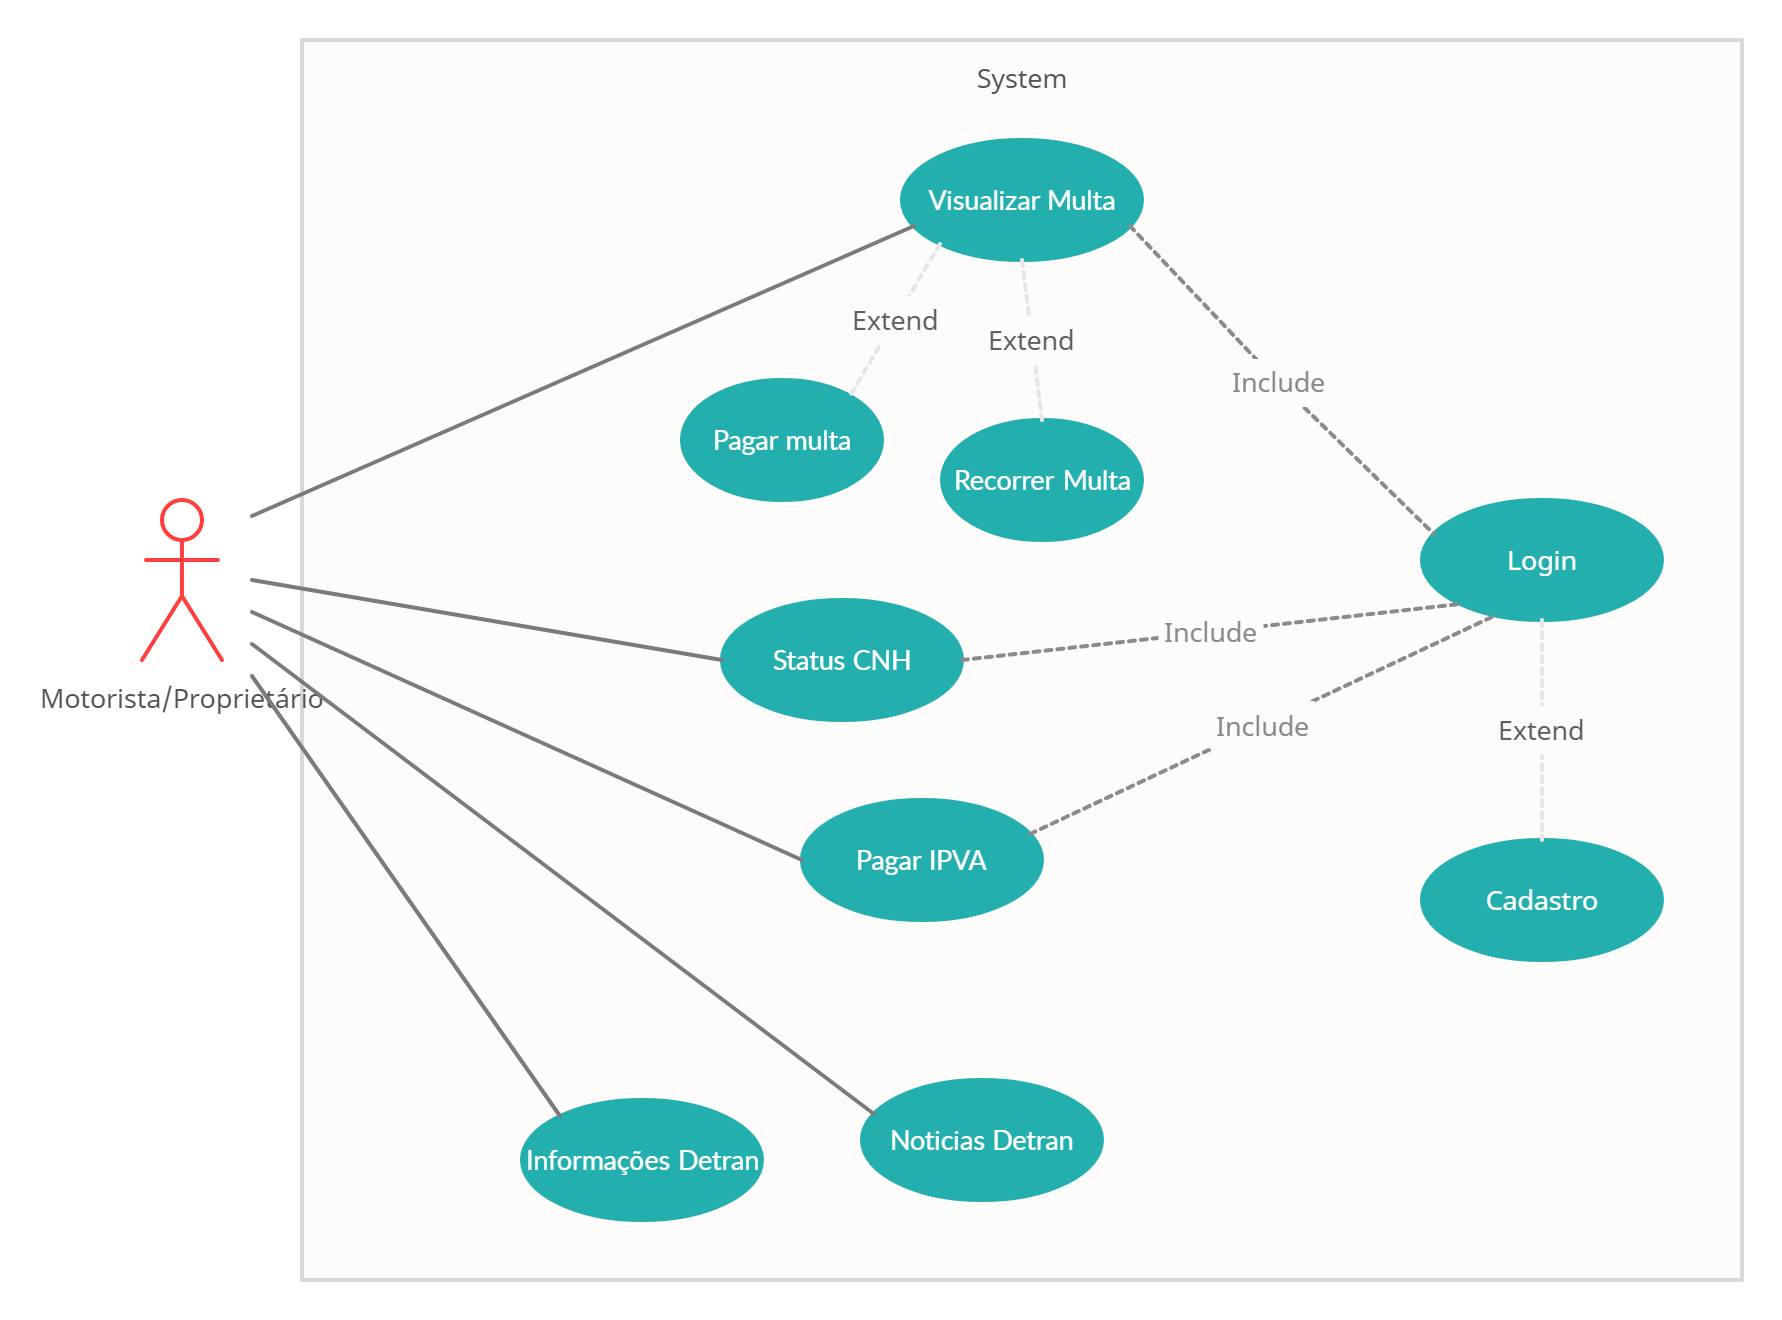 System
Visualizar Multa
Extend
Extend
Include
Pagar multa
Recorrer Multa
Login
Include
Status CNH
Motorista/Proprietário
Include
Extend
Pagar IPVA
Cadastro
Noticias Detran
Informações Detran